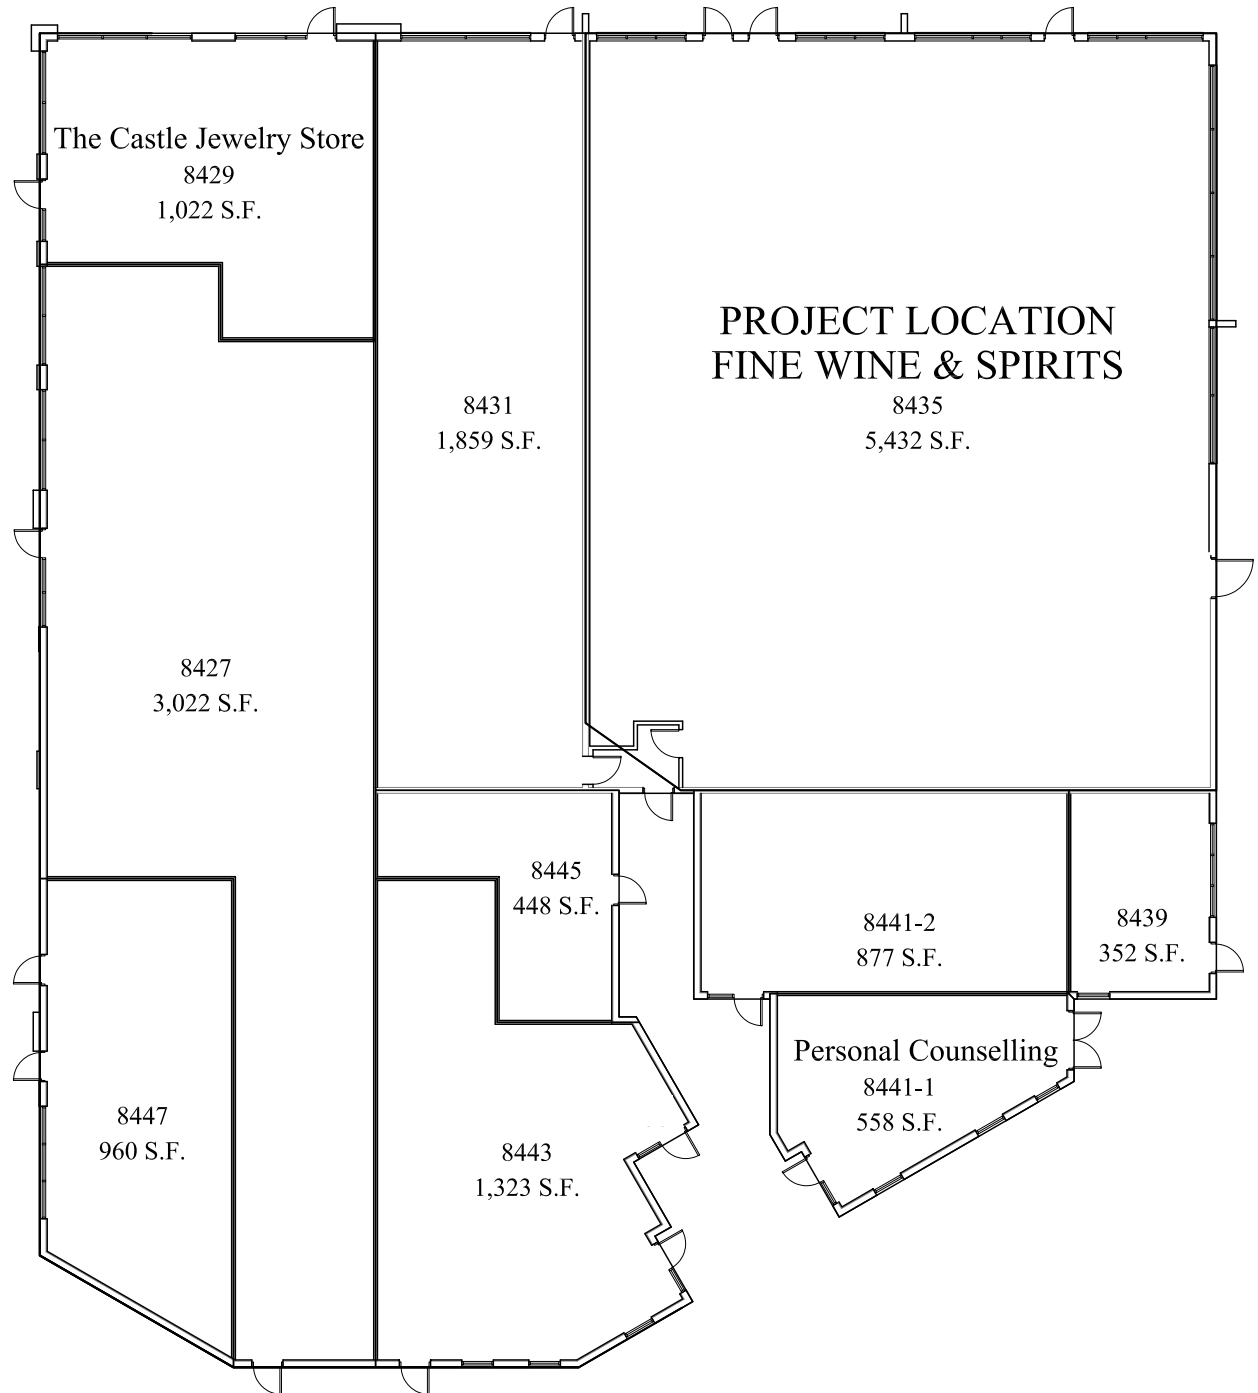 The Castle Jewelry Store
8429
1,022 S.F.
PROJECT LOCATION
FINE WINE & SPIRITS
8435
5,432 S.F.
8431
1,859 S.F.
8427
3,022 S.F.
8445
448 S.F.
8441-2
877 S.F.
8439
352 S.F.
Personal Counselling
8441-1
558 S.F.
8447
960 S.F.
8443
1,323 S.F.